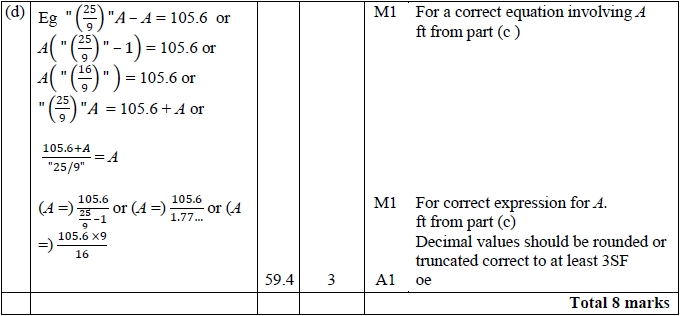 (d) Eg "(25/9)"A – A = 105.6 or M1 For a correct equation involving A
A("(25/9)" – 1) = 105.6 or ft from part (c )
A("(16/9)") = 105.6 or
"(25/9)"A = 105.6 + A or
105.6+A / "25/9" = A
(A =) 105.6 / (25/9 –1) or (A =) 105.6 / 1.77... or (A M1 For correct expression for A.
=) 105.6 ×9 / 16 ft from part (c)
Decimal values should be rounded or
truncated correct to at least 3SF
59.4 3 A1 oe
Total 8 marks